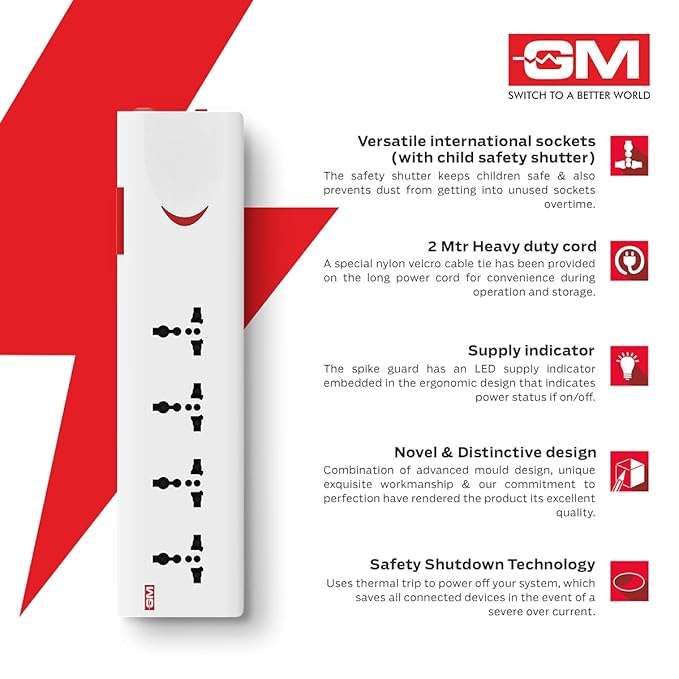 GM
SWITCH TO A BETTER WORLD
Versatile international sockets
(with child safety shutter)
The safety shutter keeps children safe & also
prevents dust from getting into unused sockets
overtime.
2 Mtr Heavy duty cord
A special nylon velcro cable tie has been provided
on the long power cord for convenience during
operation and storage.
Supply indicator
The spike guard has an LED supply indicator
embedded in the ergonomic design that indicates
power status if on/off.
Novel & Distinctive design
Combination of advanced mould design, unique
exquisite workmanship & our commitment to
perfection have rendered the product its excellent
quality.
Safety Shutdown Technology
Uses thermal trip to power off your system, which
saves all connected devices in the event of a
severe over current.
GM